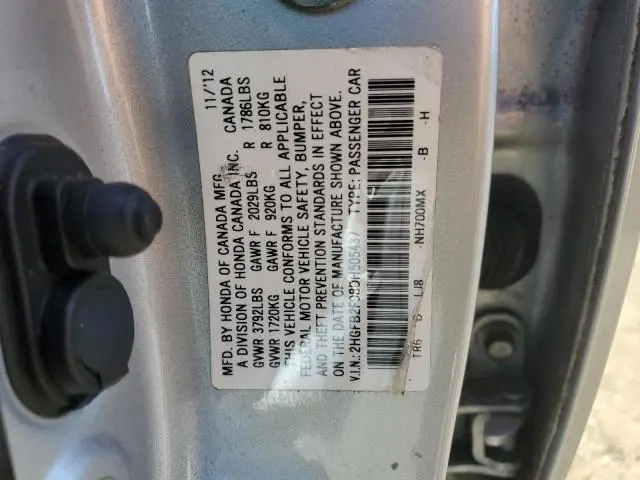 MFD. BY HONDA OF CANADA MFG. 11/12
A DIVISION OF HONDA CANADA INC. CANADA
GVWR 3792LBS GAWR F 2029LBS R 1786LBS
GVWR 1720KG GAWR F 920KG R 810KG
THIS VEHICLE CONFORMS TO ALL APPLICABLE
FEDERAL MOTOR VEHICLE SAFETY, BUMPER,
AND THEFT PREVENTION STANDARDS IN EFFECT
ON THE DATE OF MANUFACTURE SHOWN ABOVE.
V.I.N.: TYPE: PASSENGER CAR
TR6 LJ8 -NH700MX -B -H